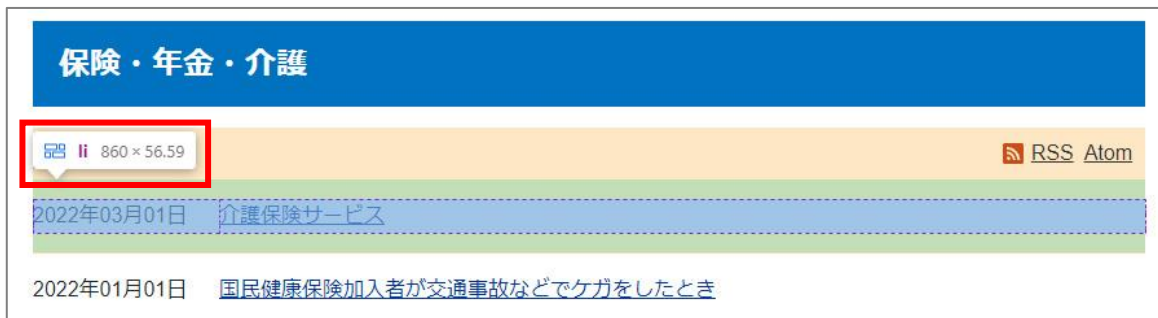 保険・年金・介護
li 860 × 56.59
RSS Atom
2022年03月01日 介護保険サービス
2022年01月01日 国民健康保険加入者が交通事故などでケガをしたとき